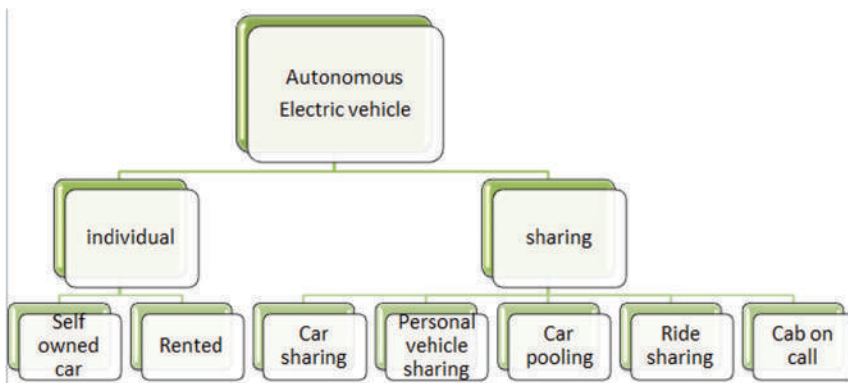 Autonomous
Electric vehicle
individual
sharing
Self
owned
car
Rented
Car
sharing
Personal
vehicle
sharing
Car
pooling
Ride
sharing
Cab on
call